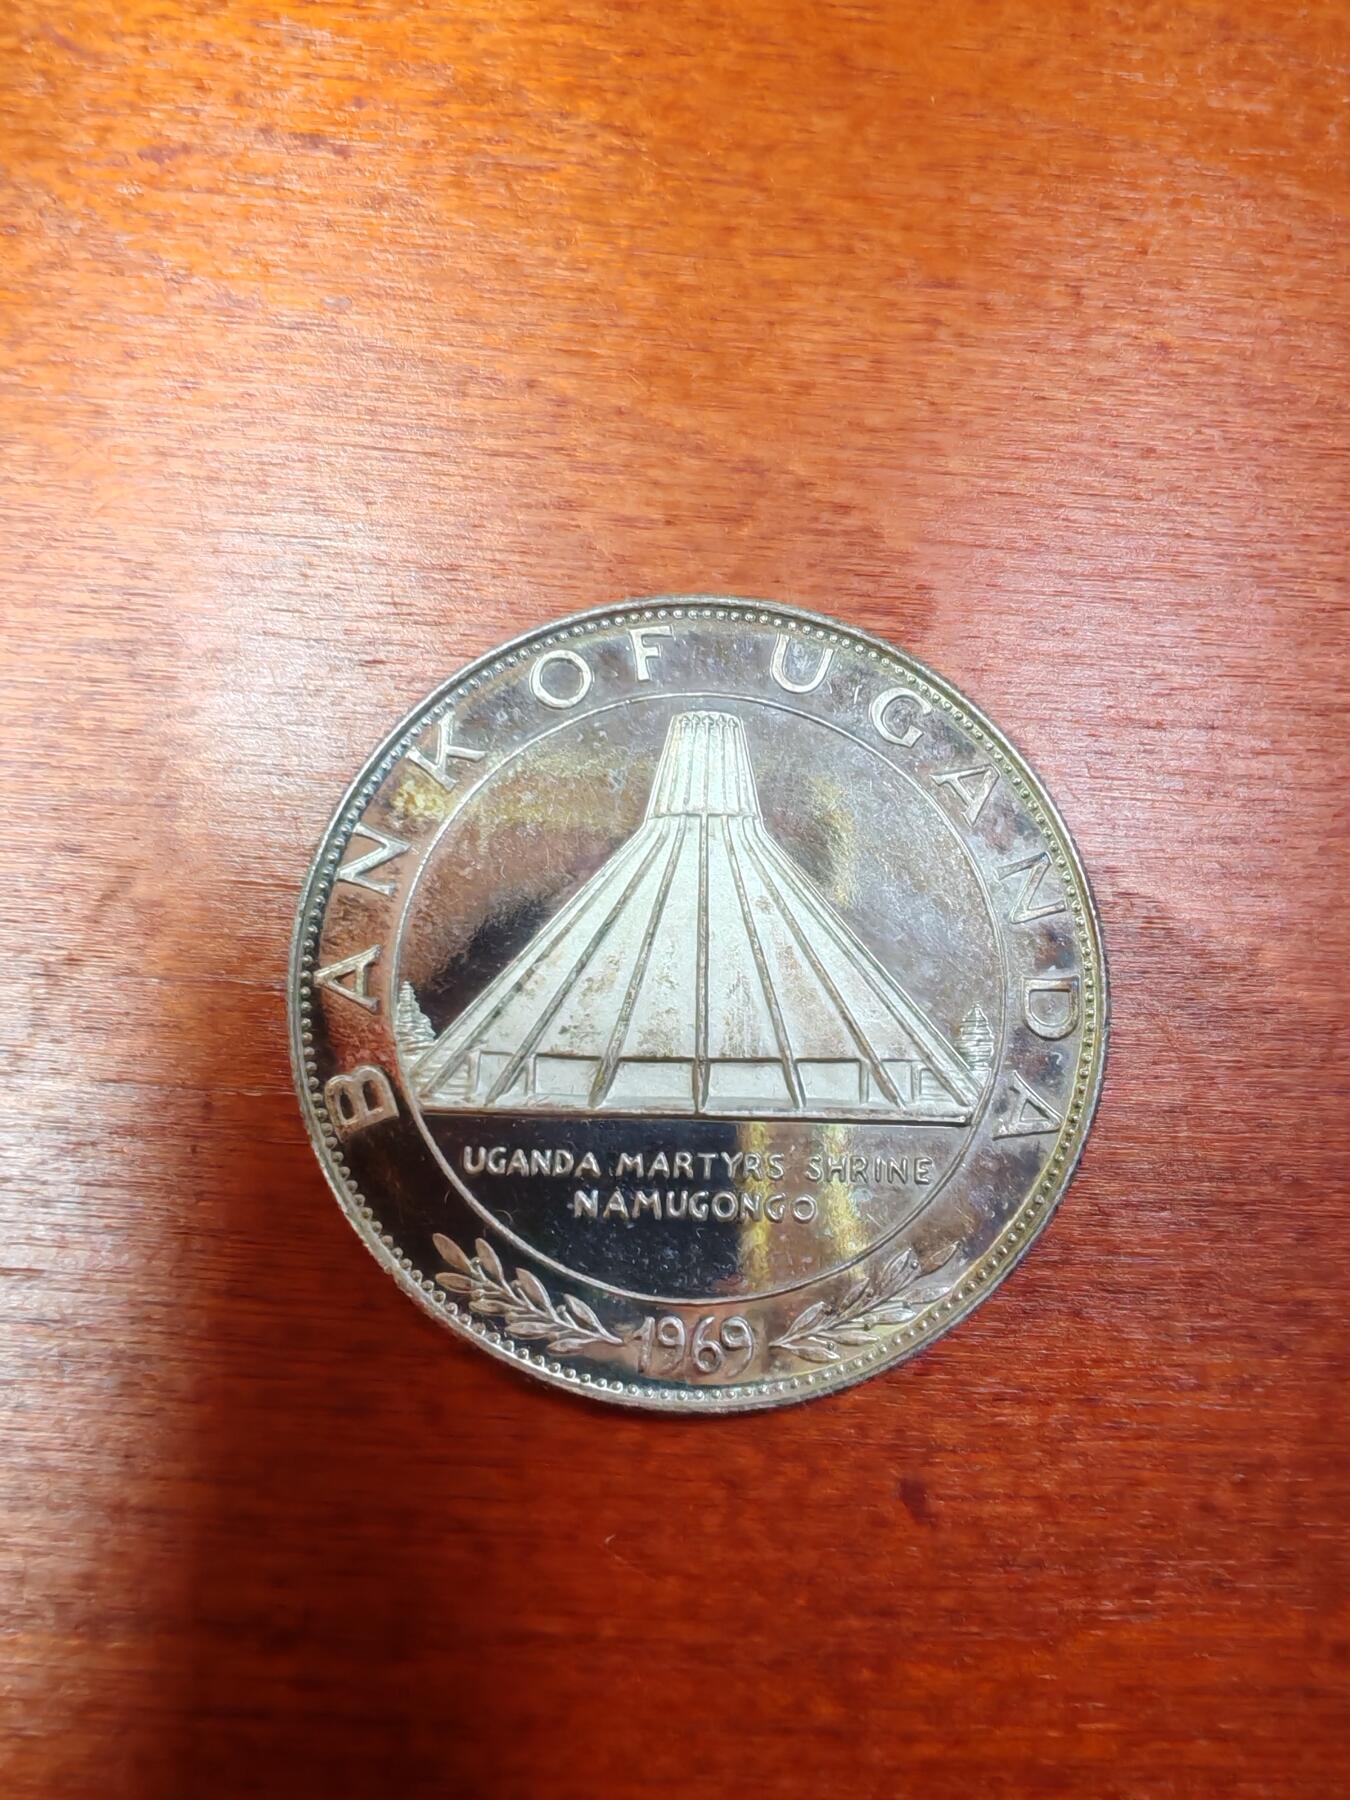 BANK OF UGANDA
UGANDA MARTYRS SHRINE
NAMUGONGO
1969